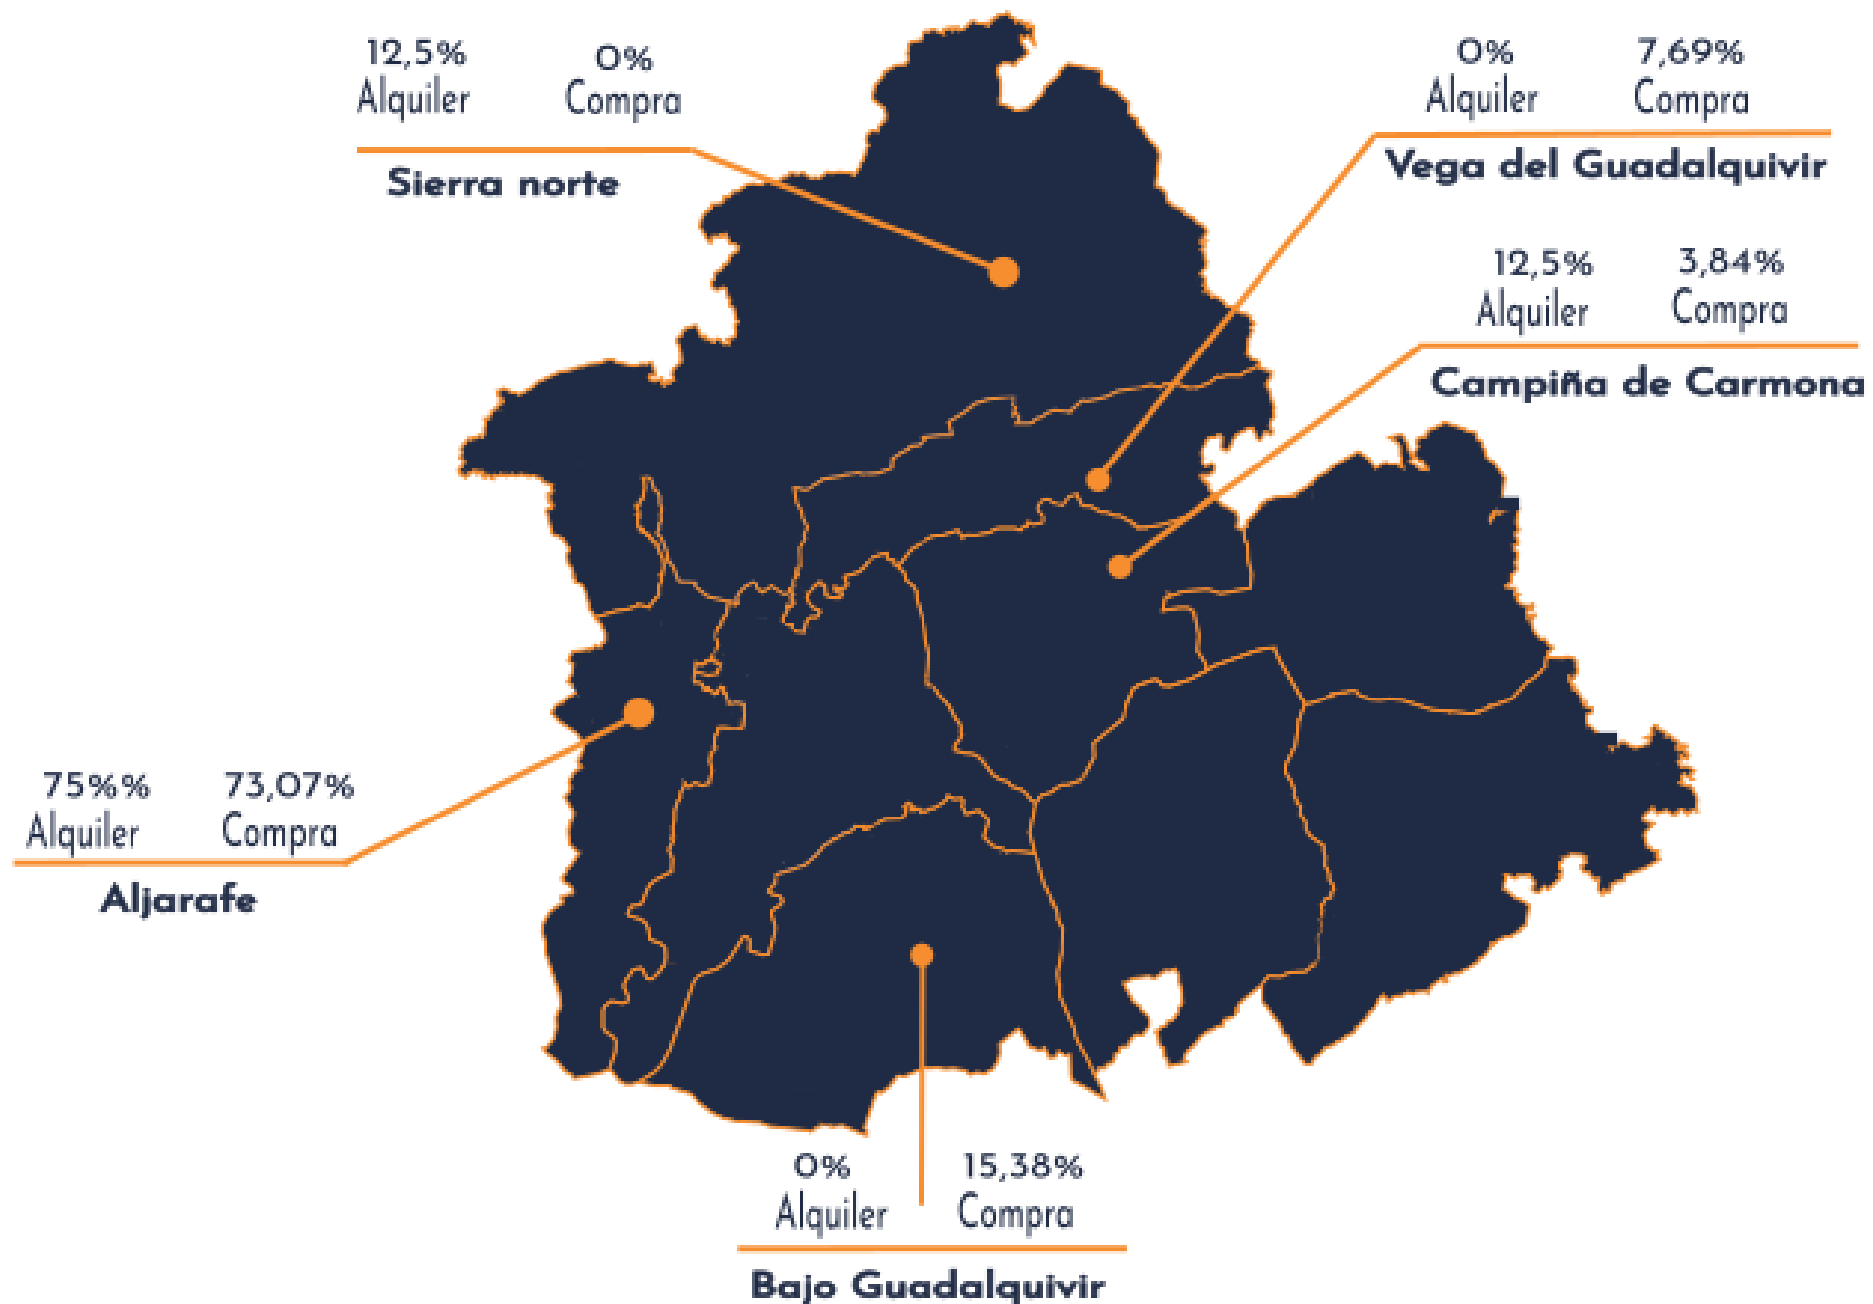 12,5% 0%
Alquiler Compra
Sierra norte
0% 7,69%
Alquiler Compra
Vega del Guadalquivir
12,5% 3,84%
Alquiler Compra
Campiña de Carmona
75%% 73,07%
Alquiler Compra
Aljarafe
0% 15,38%
Alquiler Compra
Bajo Guadalquivir